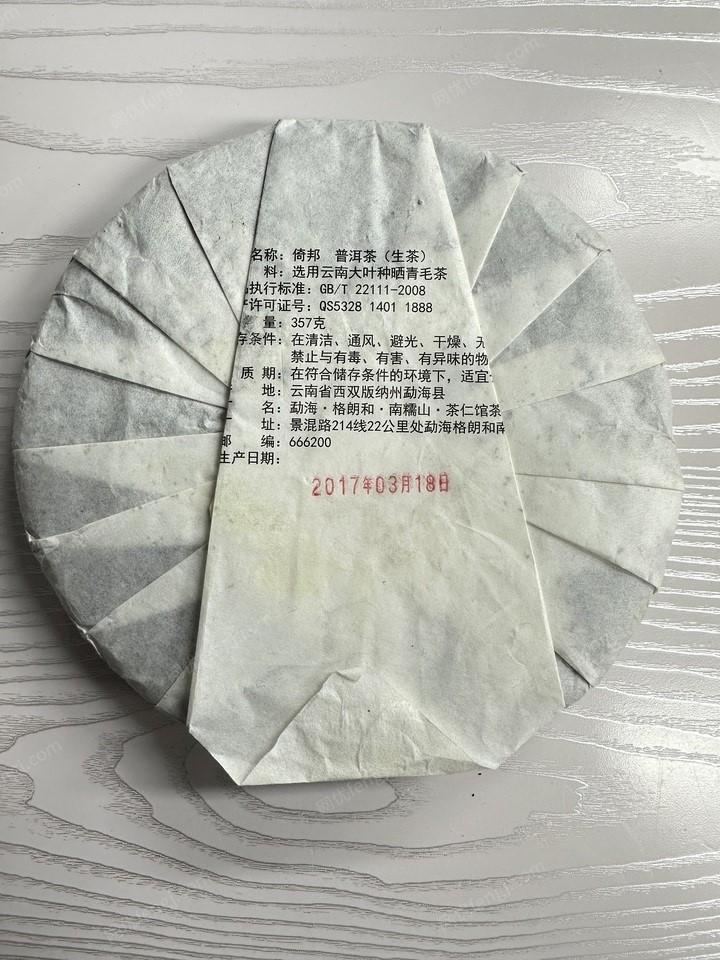 名称：倚邦 普洱茶（生茶）
料：选用云南大叶种晒青毛茶
执行标准：GB/T 22111-2008
许可证号：QS5328 1401 1888
量：357克
存条件：在清洁、通风、避光、干燥、无
禁止与有毒、有害、有异味的物
质 期：在符合储存条件的环境下，适宜
地：云南省西双版纳州勐海县
名：勐海·格朗和·南糯山·茶仁馆茶
址：景混路214线22公里处勐海格朗和南
邮 编：666200
生产日期：
2017年03月18日